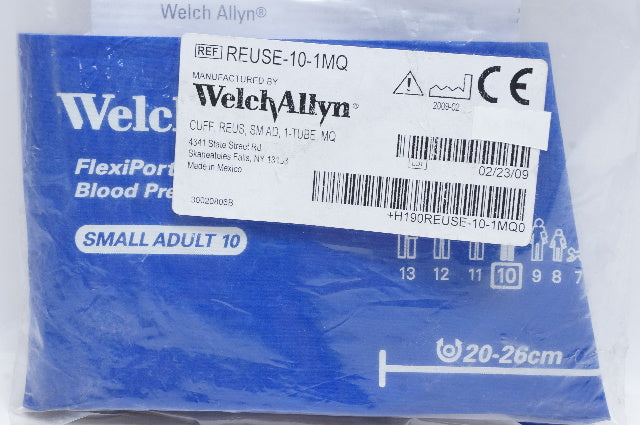 Welch Allyn®
REF REUSE-10-1MQ
MANUFACTURED BY
WelchAllyn®
CUFF, REUS, SM AD, 1-TUBE, MQ
4341 State Street Rd
Skaneateles Falls, NY 13153
Made in Mexico
2009-02
CE
LOT
02/23/09
+H190REUSE-10-1MQ0
Welc
FlexiPort
Blood Pre
SMALL ADULT 10
13 12 11 10 9 8 7
20-26cm